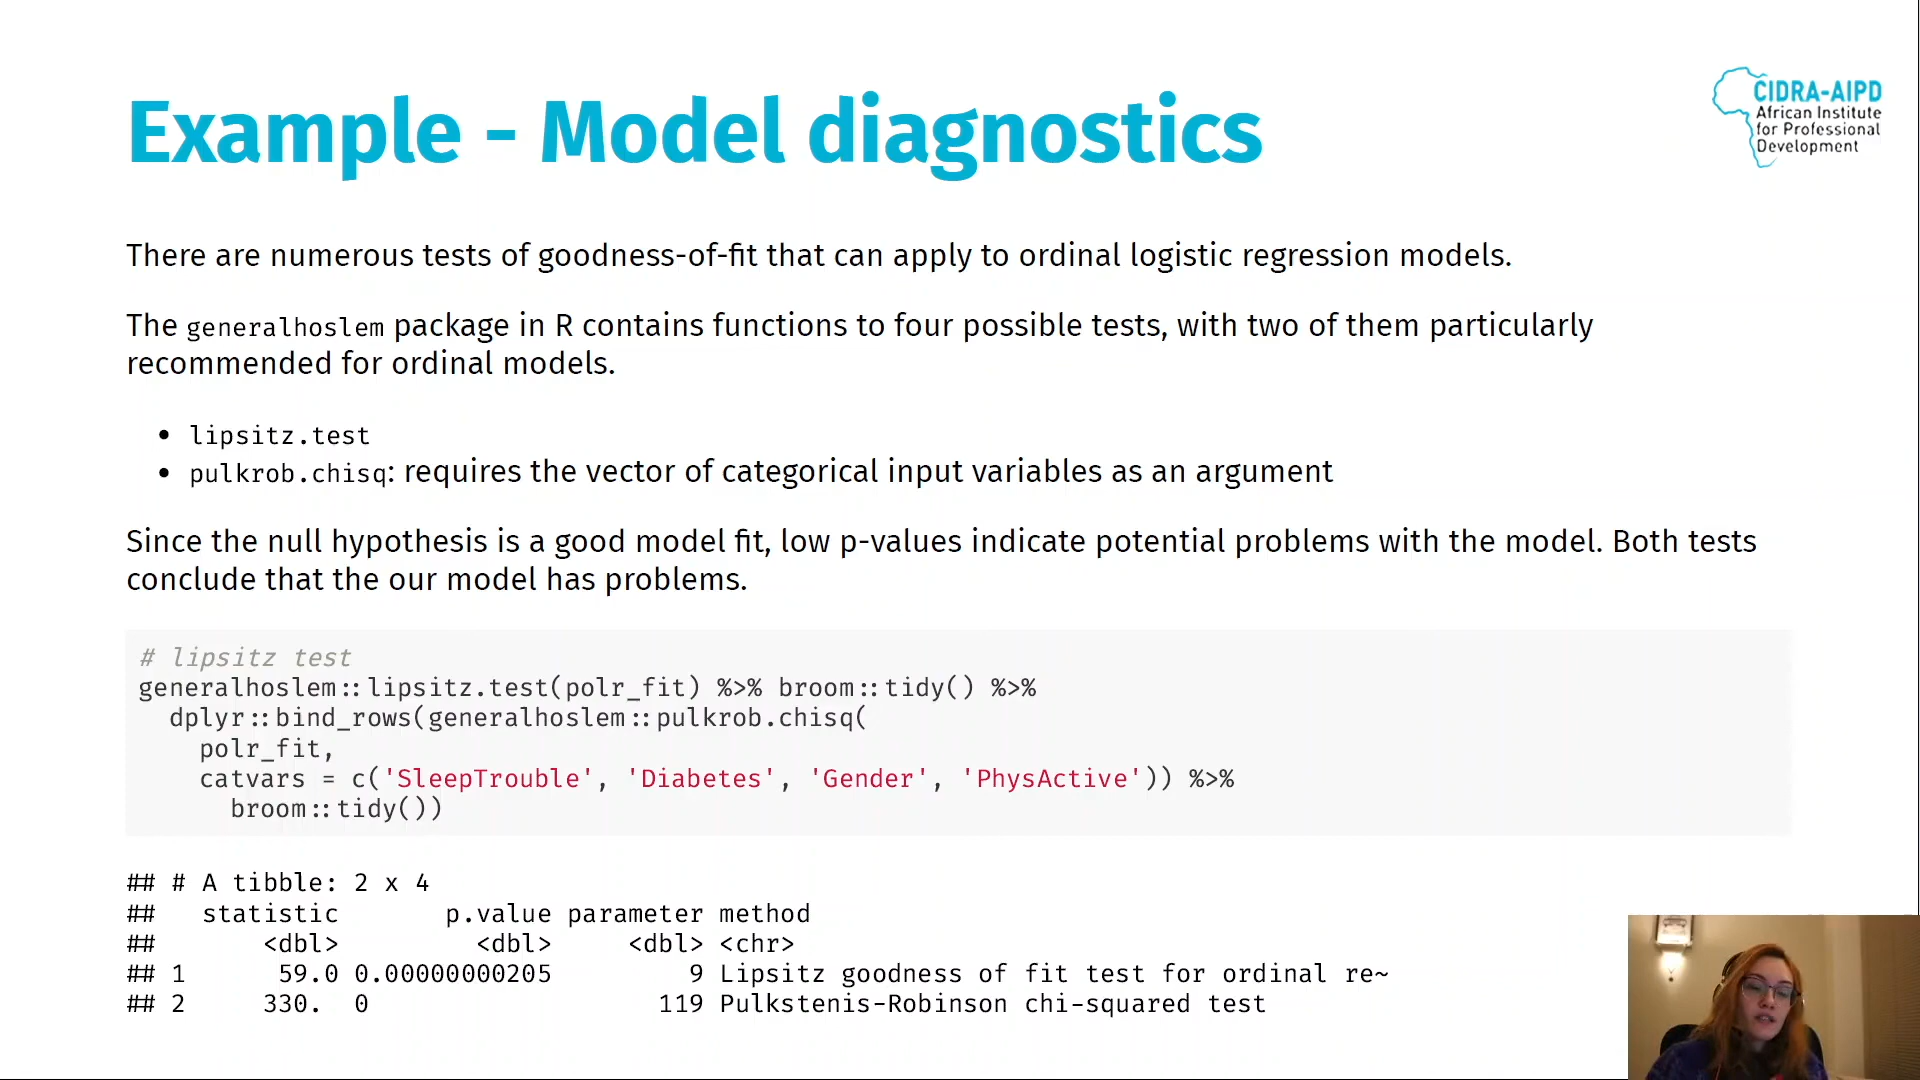 Example - Model diagnostics
CIDRA-AIPD
African Institute
for Professional
Development
There are numerous tests of goodness-of-fit that can apply to ordinal logistic regression models.
The generalhoslem package in R contains functions to four possible tests, with two of them particularly
recommended for ordinal models.
• lipsitz.test
• pulkrob.chisq: requires the vector of categorical input variables as an argument
Since the null hypothesis is a good model fit, low p-values indicate potential problems with the model. Both tests
conclude that the our model has problems.
# lipsitz test
generalhoslem::lipsitz.test(polr_fit) %>% broom::tidy() %>%
  dplyr::bind_rows(generalhoslem::pulkrob.chisq(
    polr_fit,
    catvars = c('SleepTrouble', 'Diabetes', 'Gender', 'PhysActive')) %>%
      broom::tidy())
## # A tibble: 2 x 4
##   statistic       p.value parameter method
##       <dbl>         <dbl>     <dbl> <chr>
## 1      59.0 0.00000000205         9 Lipsitz goodness of fit test for ordinal re~
## 2     330.  0                   119 Pulkstenis-Robinson chi-squared test